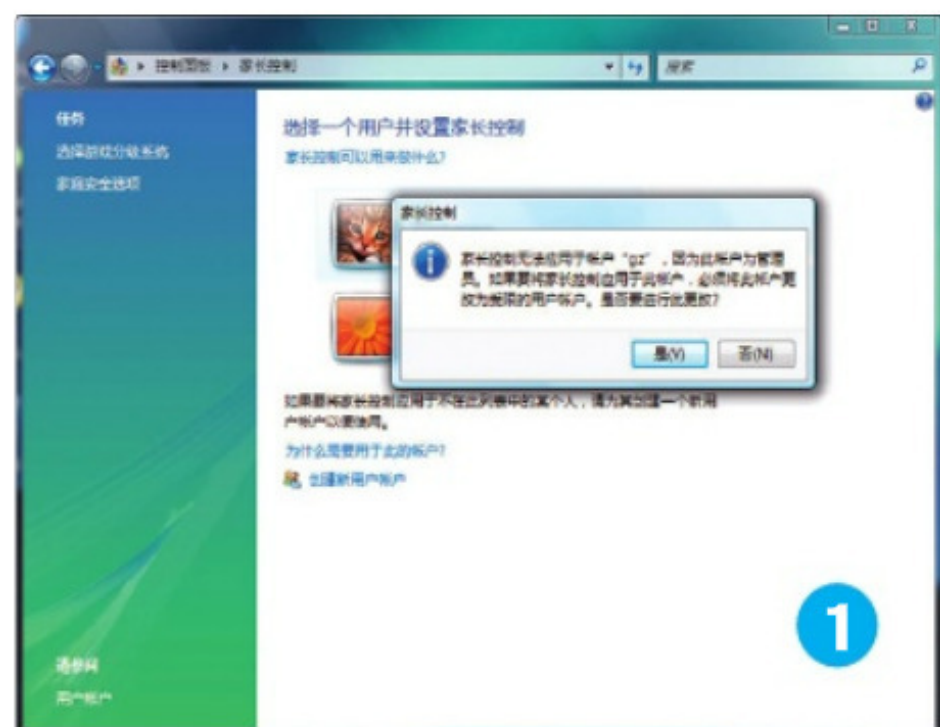 控制面板 ▸ 家长控制
搜索
任务
选择游戏分级系统
家庭安全选项
选择一个用户并设置家长控制
家长控制可以用来做什么?
家长控制
家长控制无法应用于帐户“gz”，因为此帐户为管理
员。如果要将家长控制应用于此帐户，必须将此帐户更
改为受限的用户帐户。是否要进行此更改?
是(Y)
否(N)
如果要将家长控制应用于不在此列表中的某个人，请为其创建一个新用
户帐户以便使用。
为什么需要用于此的帐户?
创建新用户帐户
1
请参阅
用户帐户